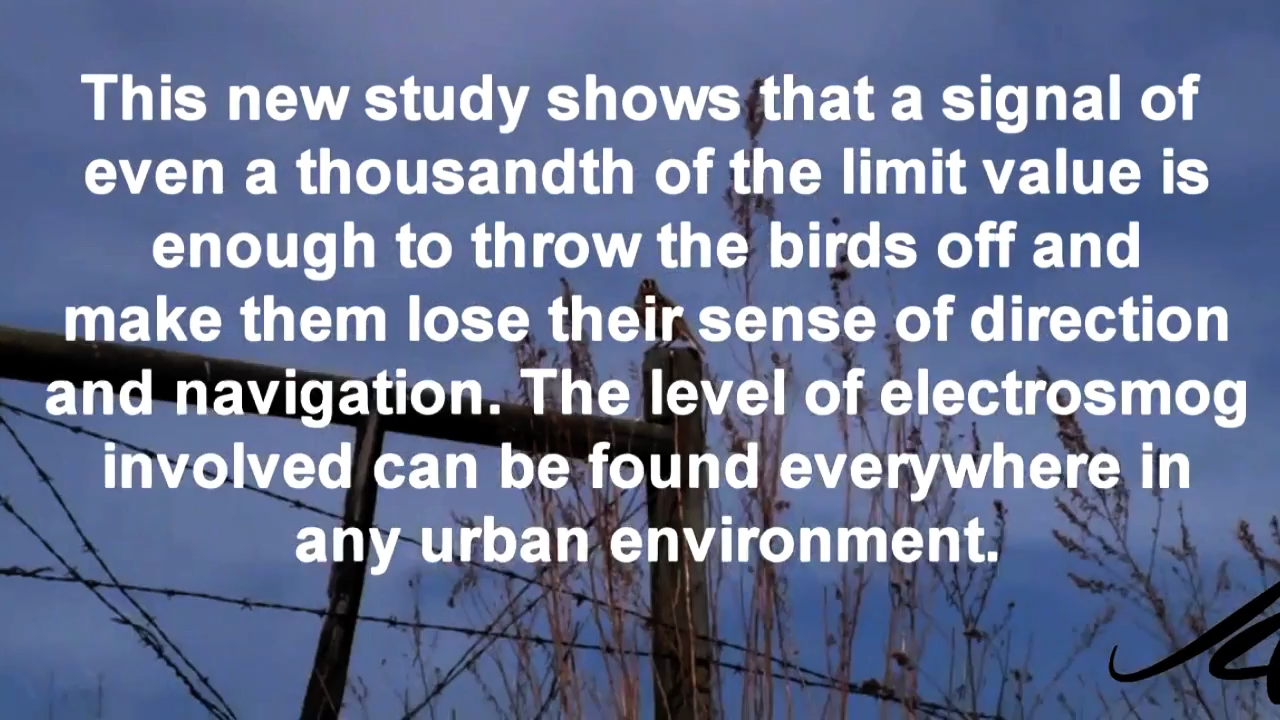 This new study shows that a signal of
even a thousandth of the limit value is
enough to throw the birds off and
make them lose their sense of direction
and navigation. The level of electrosmog
involved can be found everywhere in
any urban environment.